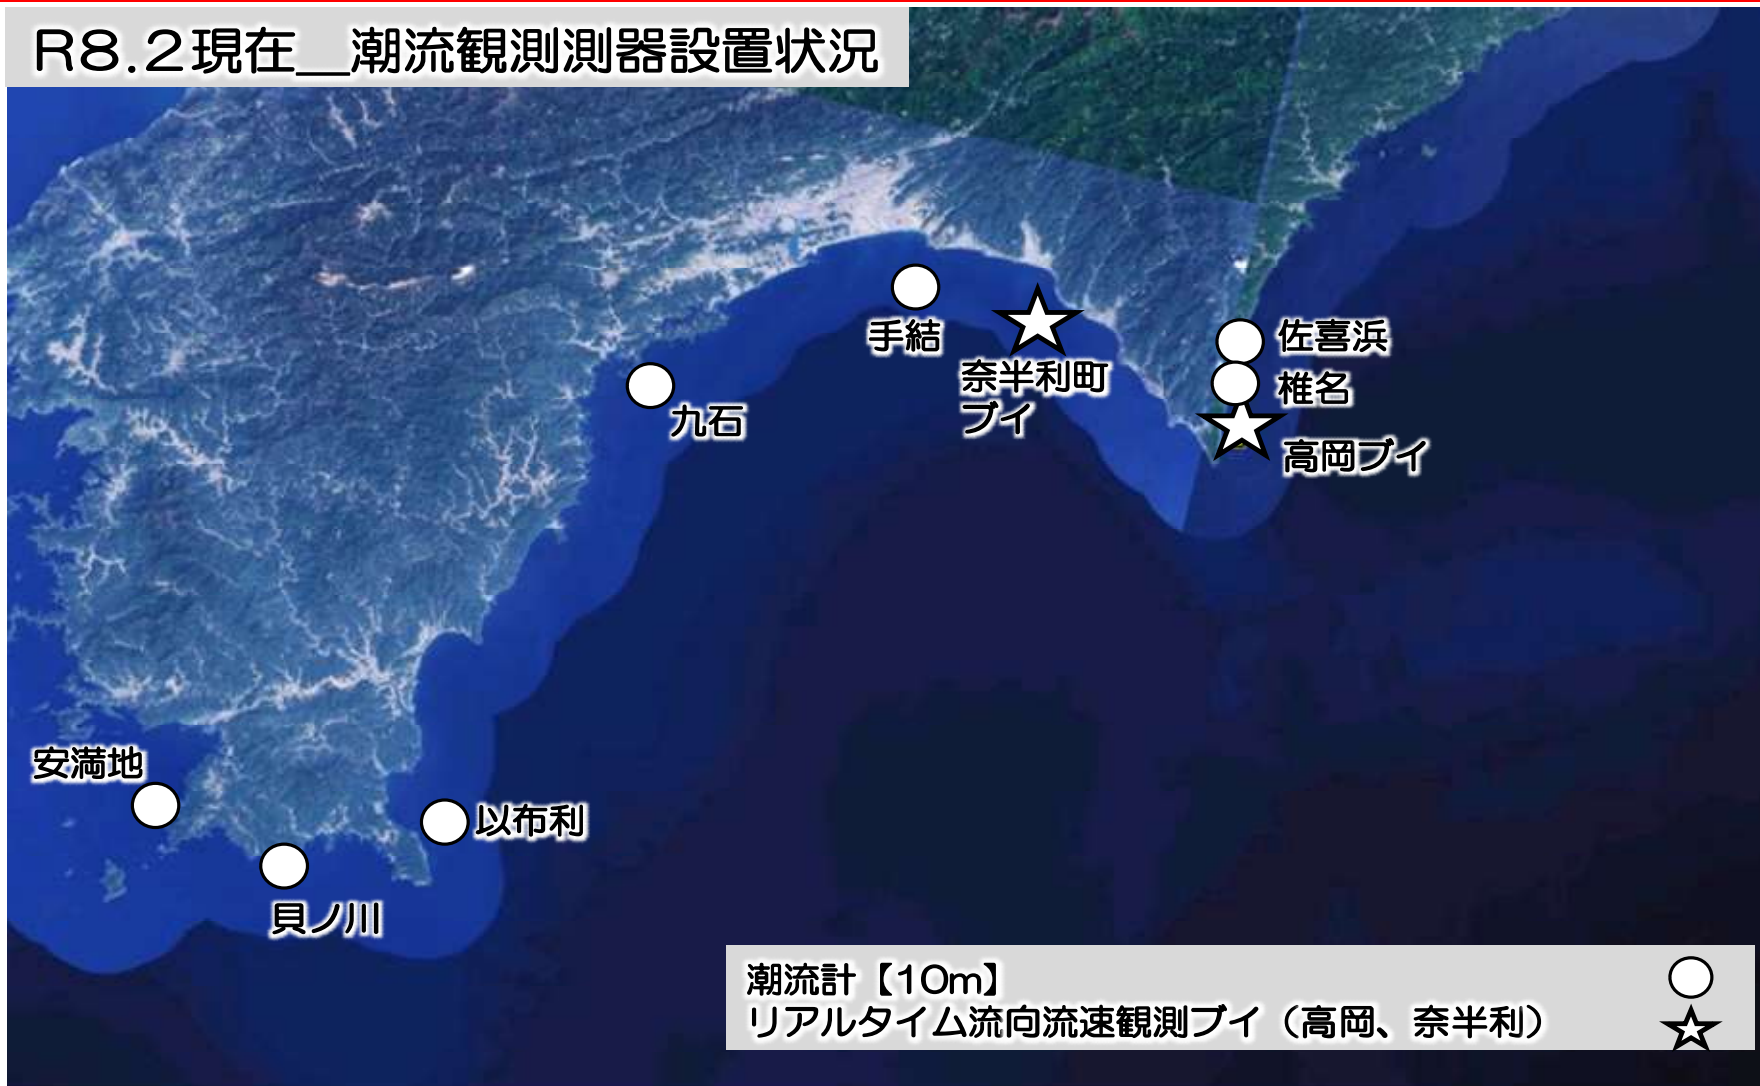 R8.2現在__潮流観測測器設置状況
手結
奈半利町
ブイ
佐喜浜
椎名
高岡ブイ
九石
安満地
以布利
貝ノ川
潮流計【10m】
リアルタイム流向流速観測ブイ（高岡、奈半利）